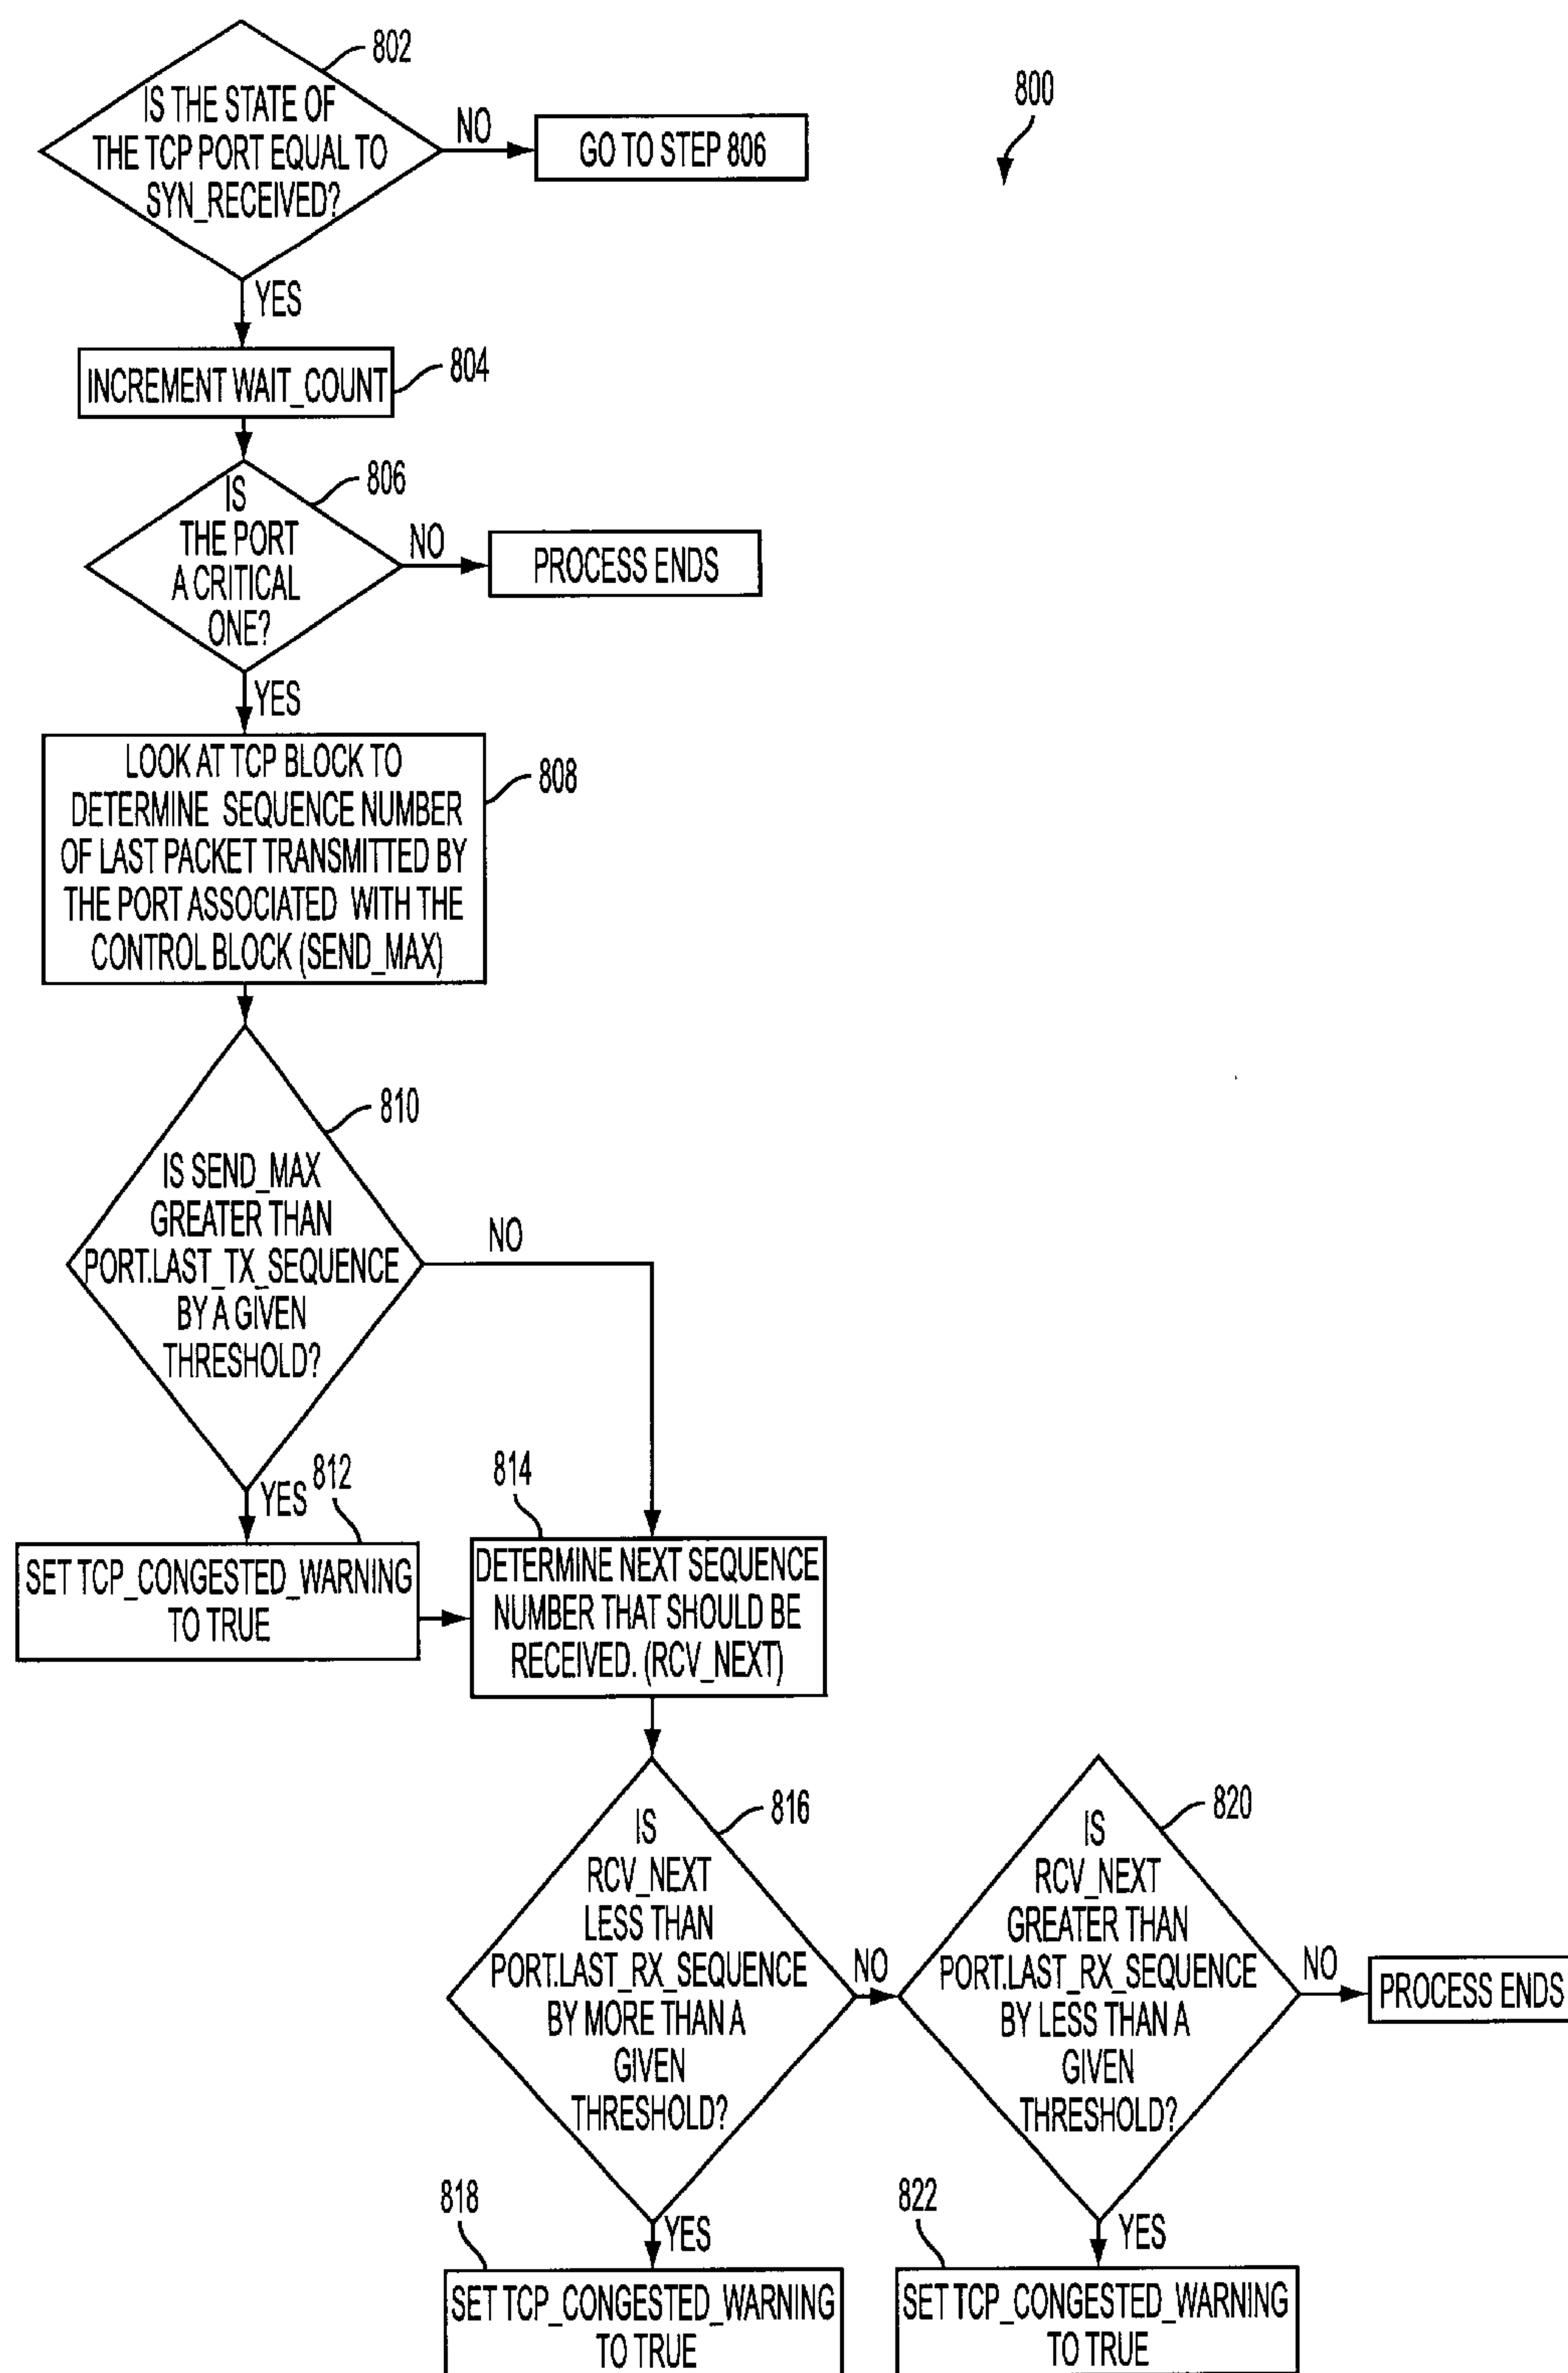 802
IS THE STATE OF
THE TCP PORT EQUAL TO
SYN_RECEIVED?
NO
GO TO STEP 806
800
YES
INCREMENT WAIT_COUNT
804
806
IS
THE PORT
A CRITICAL
ONE?
NO
PROCESS ENDS
YES
LOOK AT TCP BLOCK TO
DETERMINE SEQUENCE NUMBER
OF LAST PACKET TRANSMITTED BY
THE PORT ASSOCIATED WITH THE
CONTROL BLOCK (SEND_MAX)
808
810
IS SEND_MAX
GREATER THAN
PORT.LAST_TX_SEQUENCE
BY A GIVEN
THRESHOLD?
NO
YES
812
SET TCP_CONGESTED_WARNING
TO TRUE
814
DETERMINE NEXT SEQUENCE
NUMBER THAT SHOULD BE
RECEIVED. (RCV_NEXT)
816
IS
RCV_NEXT
LESS THAN
PORT.LAST_RX_SEQUENCE
BY MORE THAN A
GIVEN
THRESHOLD?
NO
820
IS
RCV_NEXT
GREATER THAN
PORT.LAST_RX_SEQUENCE
BY LESS THAN A
GIVEN
THRESHOLD?
NO
PROCESS ENDS
818
YES
SET TCP_CONGESTED_WARNING
TO TRUE
822
YES
SET TCP_CONGESTED_WARNING
TO TRUE